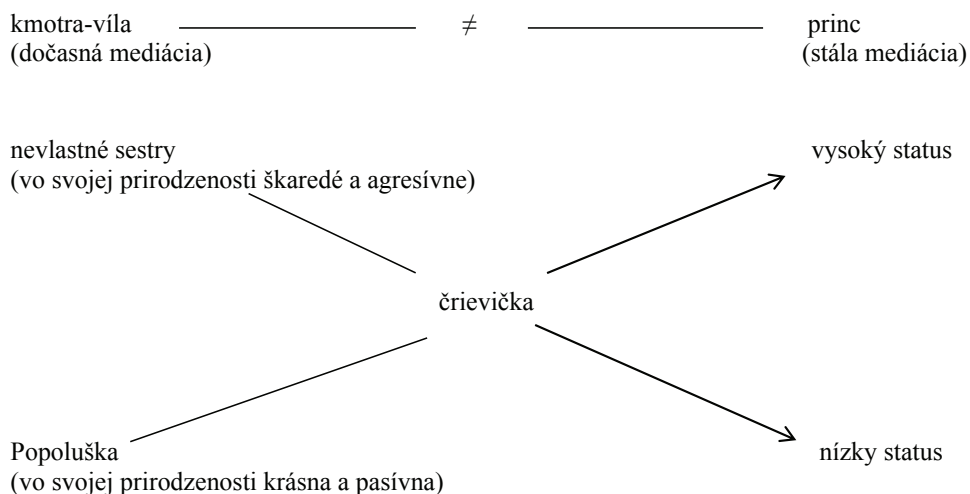 kmotra-víla ≠ princ
(dočasná mediácia) (stála mediácia)
nevlastné sestry vysoký status
(vo svojej prirodzenosti škaredé a agresívne)
črievička
Popoluška nízky status
(vo svojej prirodzenosti krásna a pasívna)